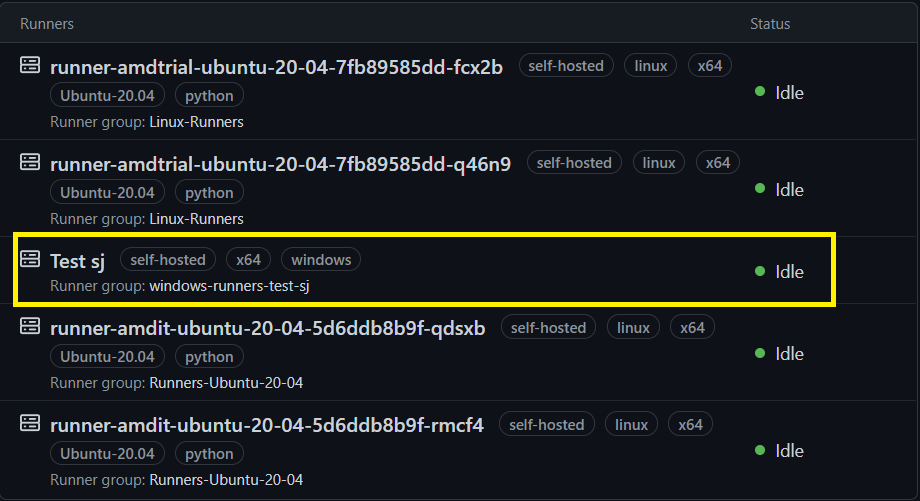 Runners Status
runner-amdtrial-ubuntu-20-04-7fb89585dd-fcx2b self-hosted linux x64
Ubuntu-20.04 python Idle
Runner group: Linux-Runners
runner-amdtrial-ubuntu-20-04-7fb89585dd-q46n9 self-hosted linux x64
Ubuntu-20.04 python Idle
Runner group: Linux-Runners
Test sj self-hosted x64 windows Idle
Runner group: windows-runners-test-sj
runner-amdit-ubuntu-20-04-5d6ddb8b9f-qdsxb self-hosted linux x64
Ubuntu-20.04 python Idle
Runner group: Runners-Ubuntu-20-04
runner-amdit-ubuntu-20-04-5d6ddb8b9f-rmcf4 self-hosted linux x64
Ubuntu-20.04 python Idle
Runner group: Runners-Ubuntu-20-04